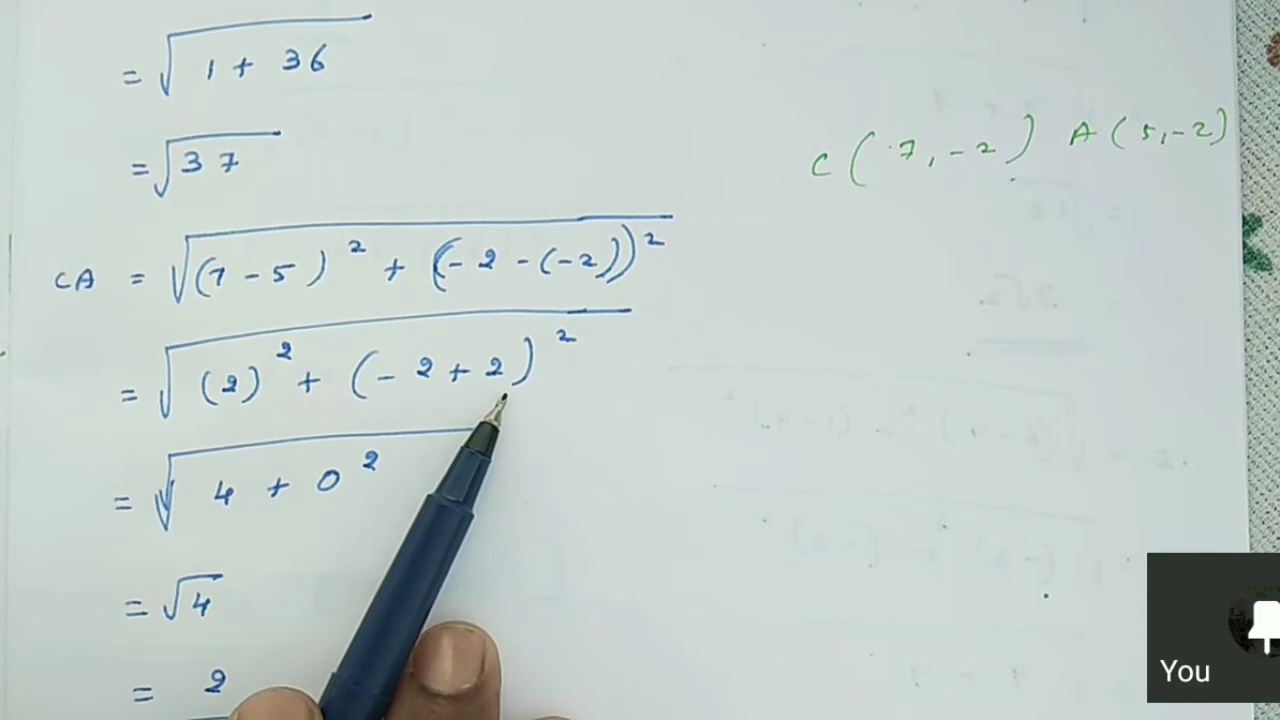 = √1 + 36
= √37
C(7,-2) A(5,-2)
CA = √(7-5)² + (-2-(-2))²
= √(2)² + (-2+2)²
= √4 + 0²
= √4
= 2
You